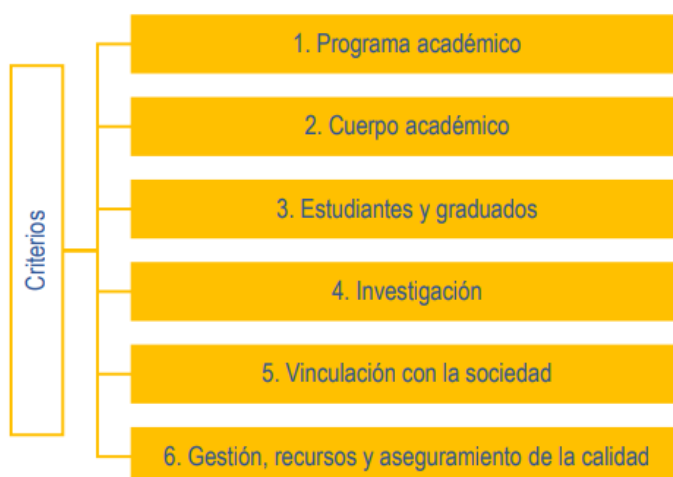 Criterios
1. Programa académico
2. Cuerpo académico
3. Estudiantes y graduados
4. Investigación
5. Vinculación con la sociedad
6. Gestión, recursos y aseguramiento de la calidad